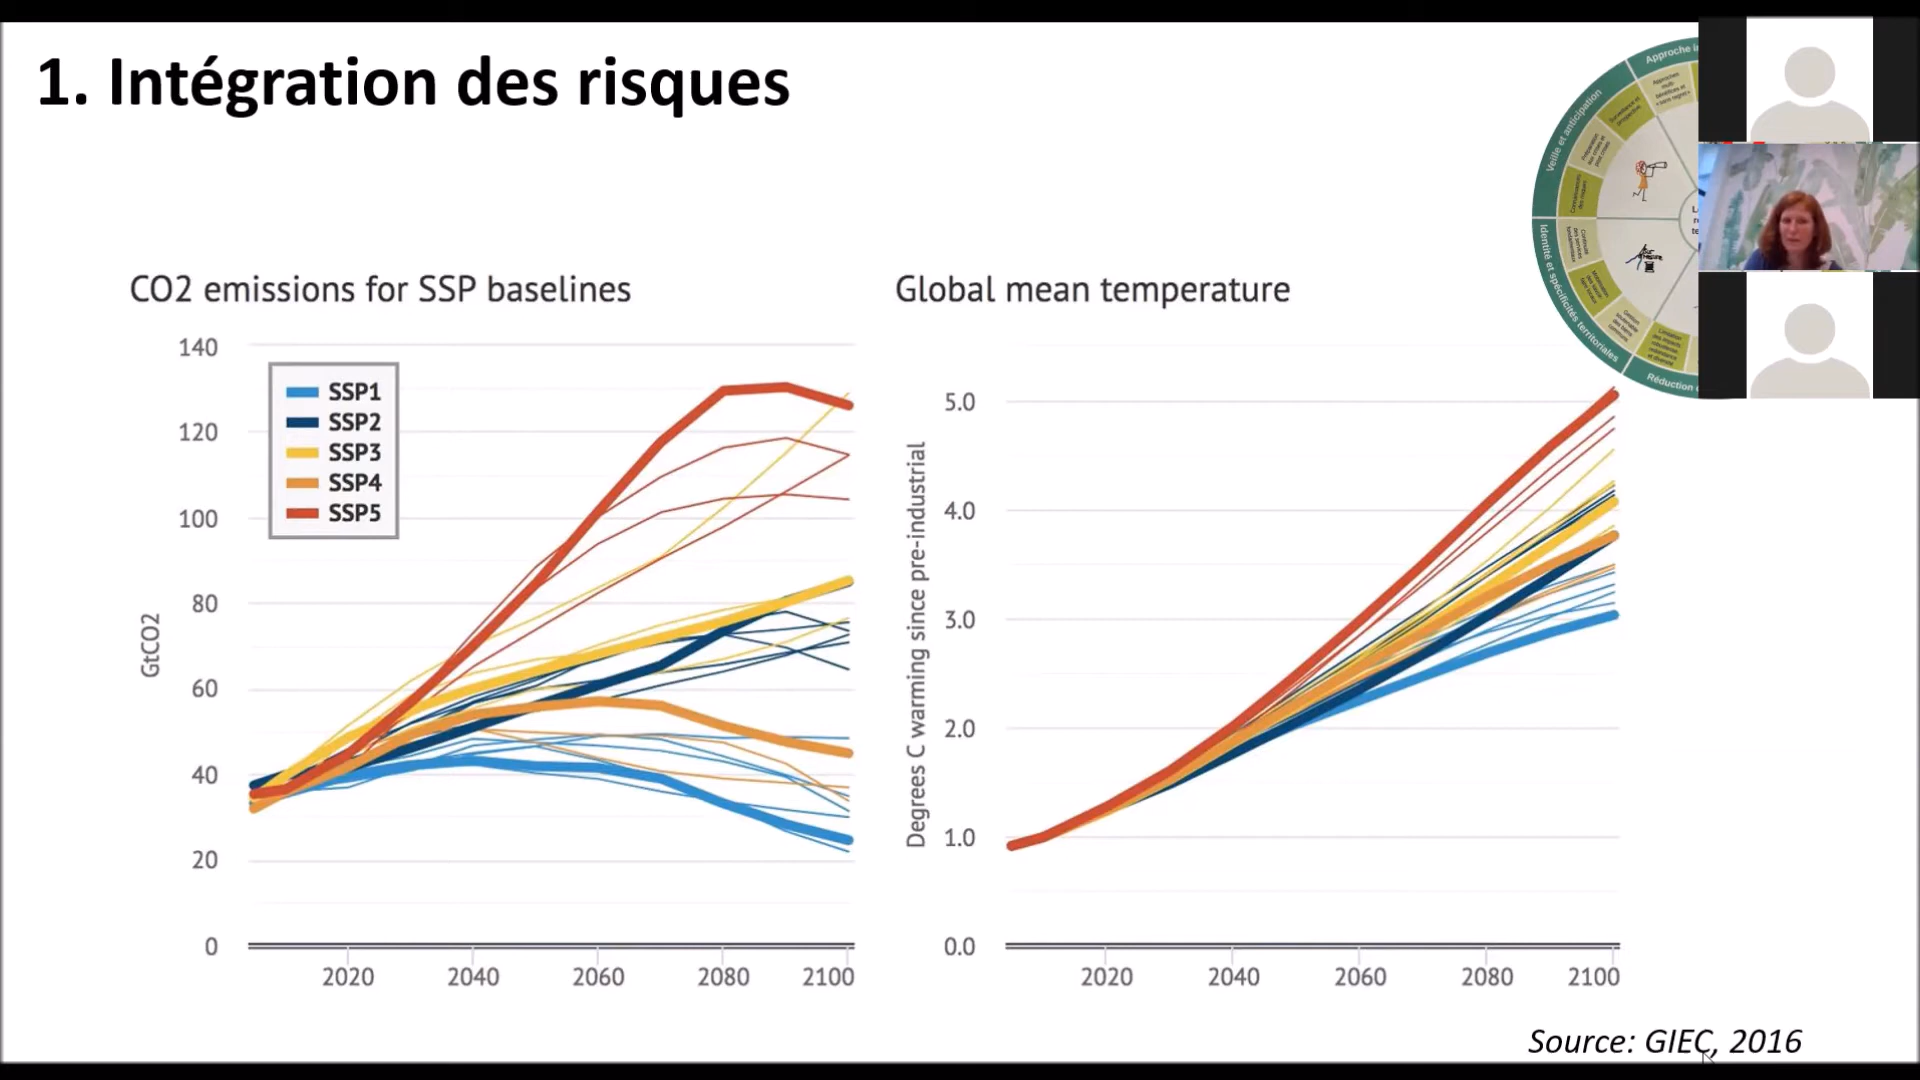 1. Intégration des risques
Approche
Veille et anticipation
Identité et spécificités territoriales
Réduction
CO2 emissions for SSP baselines
GtCO2
140
120
100
80
60
40
20
0
SSP1
SSP2
SSP3
SSP4
SSP5
2020 2040 2060 2080 2100
Global mean temperature
Degrees C warming since pre-industrial
5.0
4.0
3.0
2.0
1.0
0.0
2020 2040 2060 2080 2100
Source: GIEC, 2016